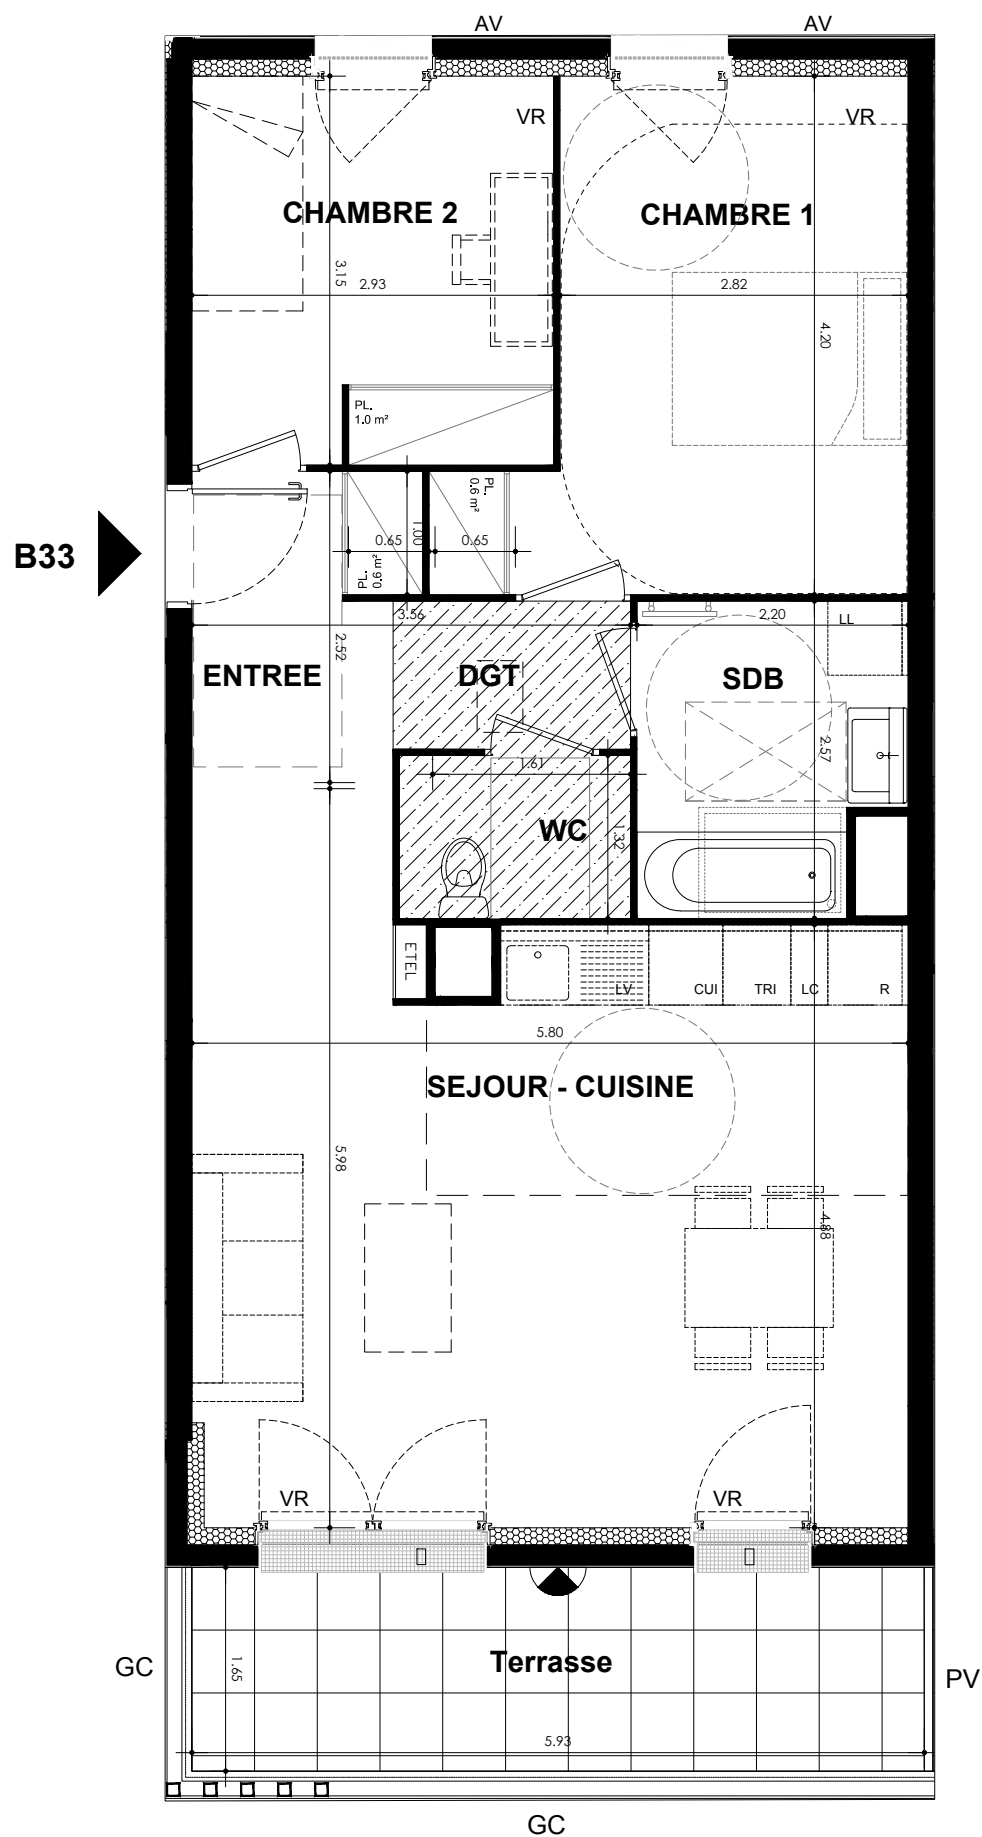 AV
AV
VR
VR
CHAMBRE 2
CHAMBRE 1
3.15
2.93
2.82
4.20
PL.
1.0 m²
PL.
0.6 m²
B33
0.65
1.00
0.65
PL.
0.6 m²
3.56
2.20
LL
2.52
ENTREE
DGT
SDB
2.57
1.61
WC
1.32
ETEL
LV
CUI
TRI
LC
R
5.80
SEJOUR - CUISINE
5.98
4.88
VR
VR
Terrasse
GC
1.65
PV
5.93
GC